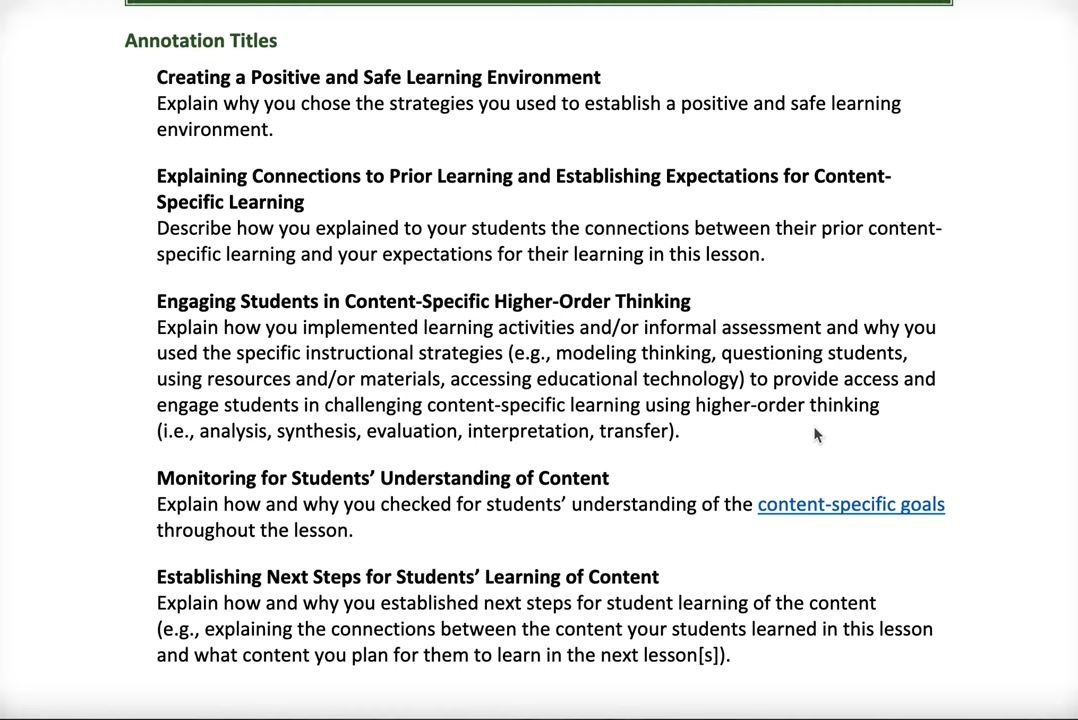 Annotation Titles
Creating a Positive and Safe Learning Environment
Explain why you chose the strategies you used to establish a positive and safe learning
environment.
Explaining Connections to Prior Learning and Establishing Expectations for Content-
Specific Learning
Describe how you explained to your students the connections between their prior content-
specific learning and your expectations for their learning in this lesson.
Engaging Students in Content-Specific Higher-Order Thinking
Explain how you implemented learning activities and/or informal assessment and why you
used the specific instructional strategies (e.g., modeling thinking, questioning students,
using resources and/or materials, accessing educational technology) to provide access and
engage students in challenging content-specific learning using higher-order thinking
(i.e., analysis, synthesis, evaluation, interpretation, transfer).
Monitoring for Students’ Understanding of Content
Explain how and why you checked for students’ understanding of the content-specific goals
throughout the lesson.
Establishing Next Steps for Students’ Learning of Content
Explain how and why you established next steps for student learning of the content
(e.g., explaining the connections between the content your students learned in this lesson
and what content you plan for them to learn in the next lesson[s]).